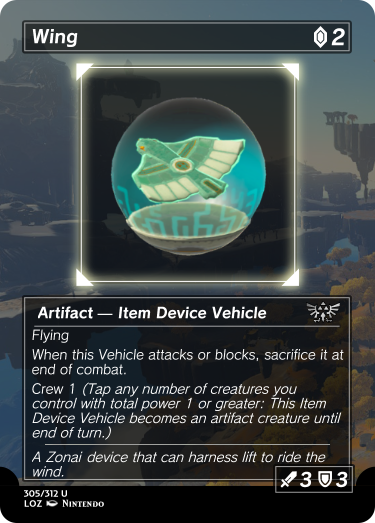 Wing 2
Artifact — Item Device Vehicle
Flying
When this Vehicle attacks or blocks, sacrifice it at
end of combat.
Crew 1 (Tap any number of creatures you
control with total power 1 or greater: This Item
Device Vehicle becomes an artifact creature until
end of turn.)
A Zonai device that can harness lift to ride the
wind.
3 3
305/312 U
LOZ Nintendo